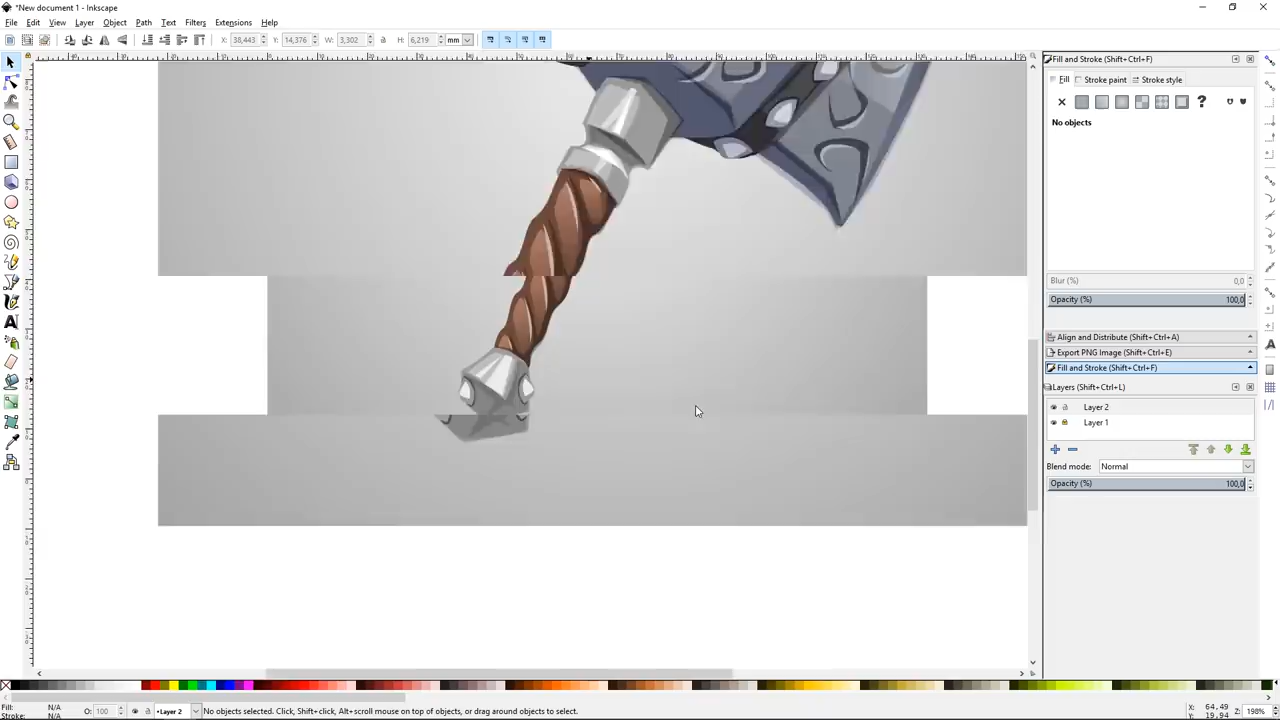 *New document 1 - Inkscape
File Edit View Layer Object Path Text Filters Extensions Help
X: 38,443 Y: 14,376 W: 3,302 H: 6,219 mm
Fill and Stroke (Shift+Ctrl+F)
Fill Stroke paint Stroke style
No objects
Blur (%) 0,0
Opacity (%) 100,0
Align and Distribute (Shift+Ctrl+A)
Export PNG Image (Shift+Ctrl+E)
Fill and Stroke (Shift+Ctrl+F)
Layers (Shift+Ctrl+L)
Layer 2
Layer 1
Blend mode: Normal
Opacity (%) 100,0
Fill: N/A
Stroke: N/A
O: 100
•Layer 2
No objects selected. Click, Shift+click, Alt+scroll mouse on top of objects, or drag around objects to select.
X: 64,49
Y: 19,94
Z: 198%